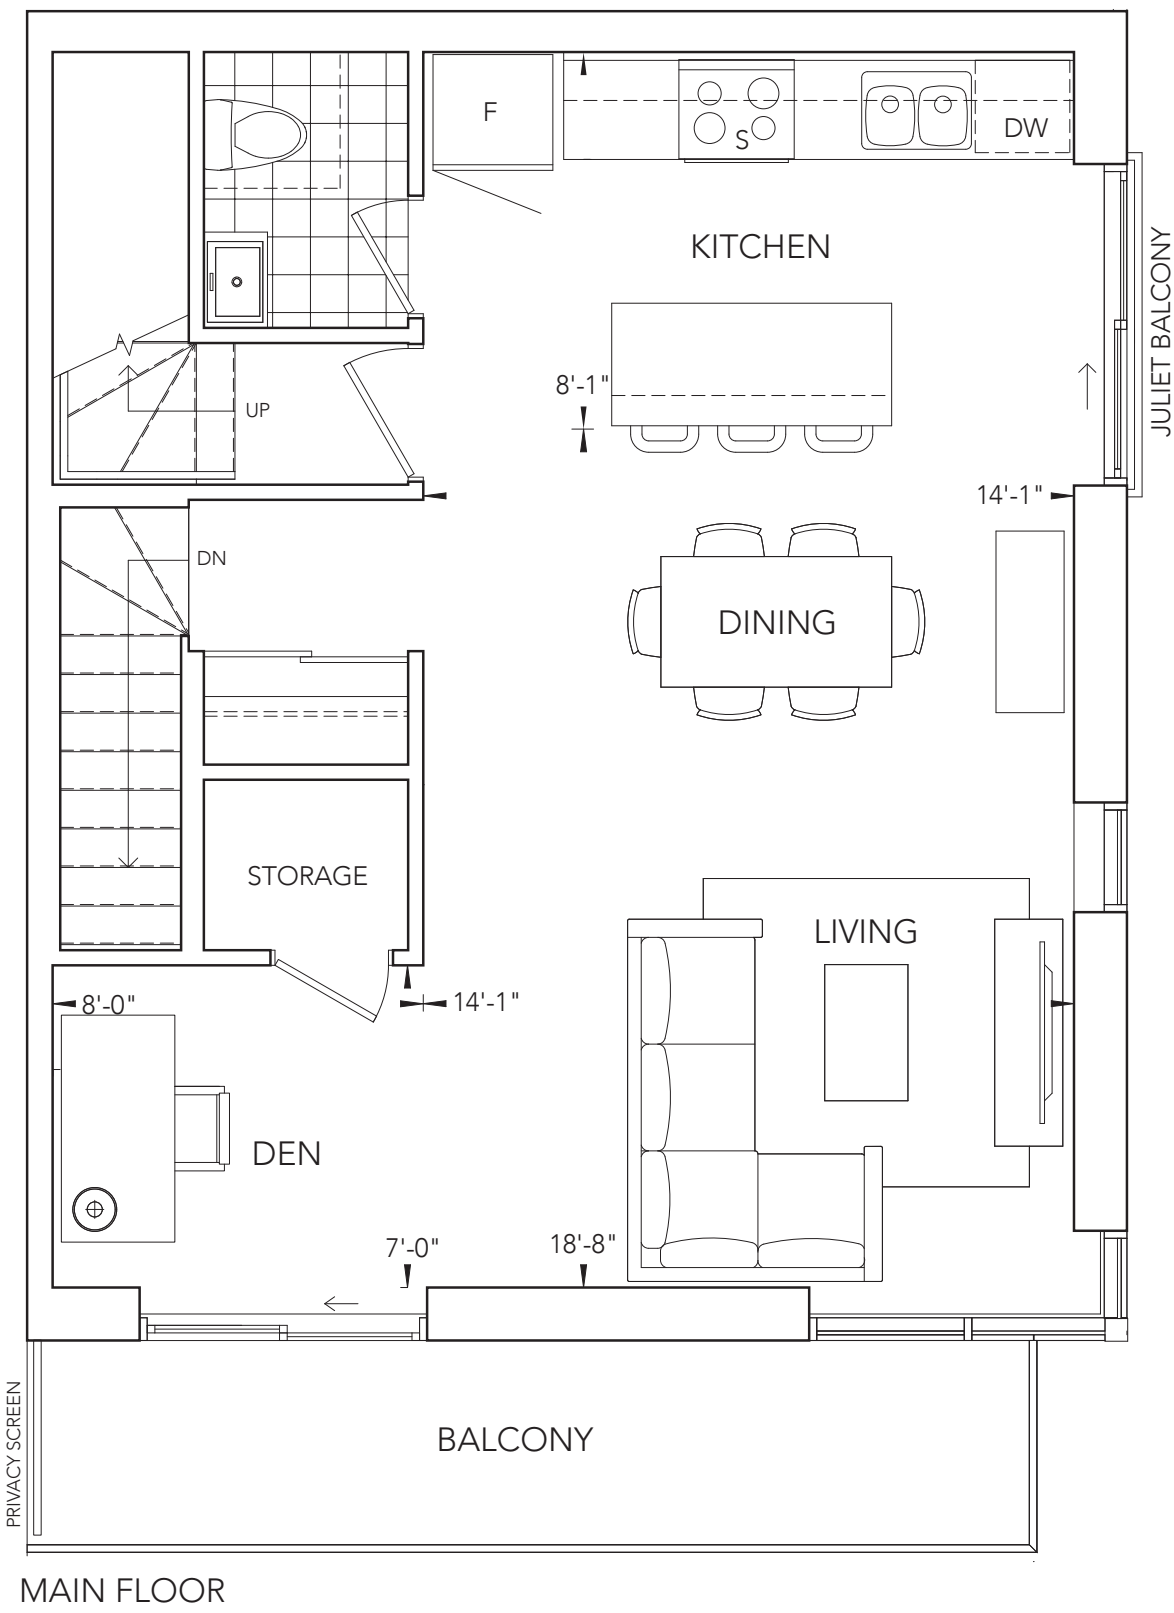 F
S
DW
KITCHEN
JULIET BALCONY
8'-1"
UP
14'-1"
DN
DINING
STORAGE
LIVING
8'-0"
14'-1"
DEN
7'-0"
18'-8"
PRIVACY SCREEN
BALCONY
MAIN FLOOR